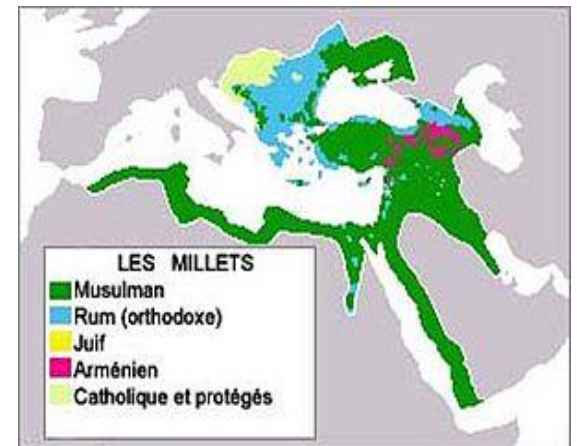 LES MILLETS
Musulman
Rum (orthodoxe)
Juif
Arménien
Catholique et protégés